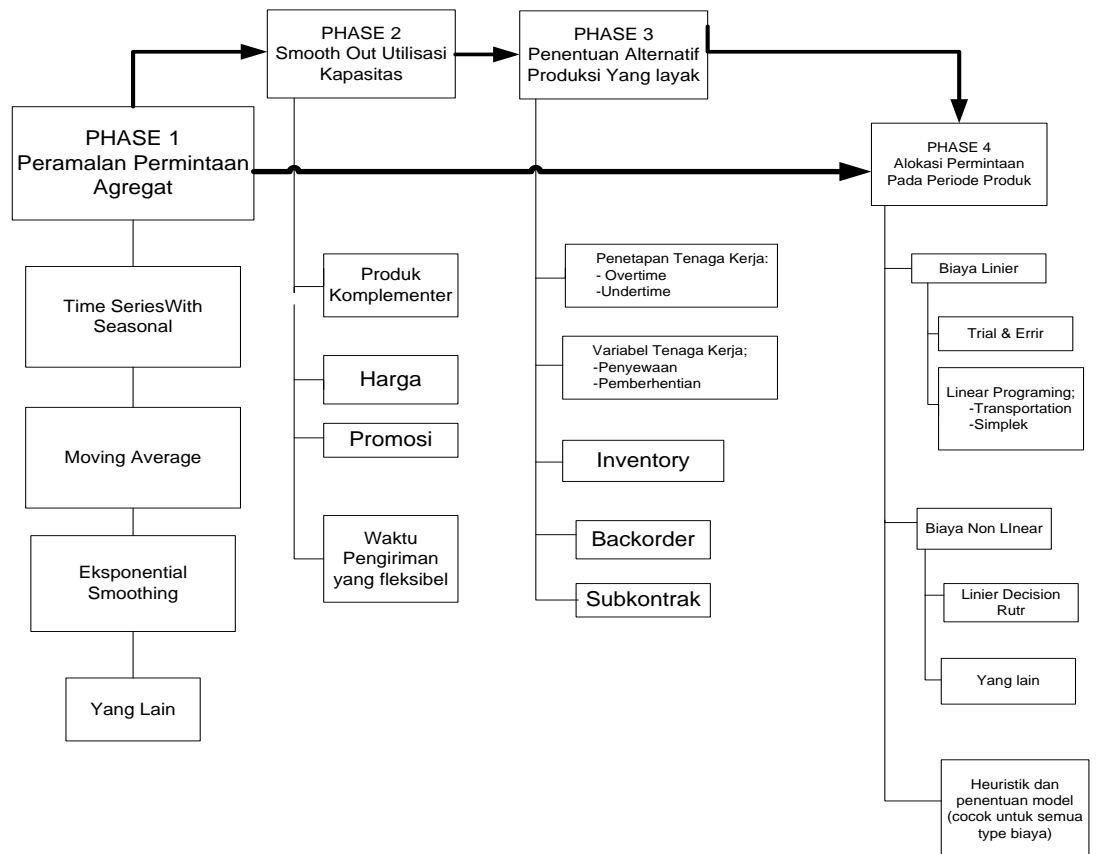 PHASE 1
Peramalan Permintaan
Agregat
Time SeriesWith
Seasonal
Moving Average
Eksponential
Smoothing
Yang Lain
PHASE 2
Smooth Out Utilisasi
Kapasitas
Produk
Komplementer
Harga
Promosi
Waktu
Pengiriman
yang fleksibel
PHASE 3
Penentuan Alternatif
Produksi Yang layak
Penetapan Tenaga Kerja:
- Overtime
-Undertime
Variabel Tenaga Kerja;
-Penyewaan
-Pemberhentian
Inventory
Backorder
Subkontrak
PHASE 4
Alokasi Permintaan
Pada Periode Produk
Biaya Linier
Trial & Errir
Linear Programing;
-Transportation
-Simplek
Biaya Non LInear
Linier Decision
Rutr
Yang lain
Heuristik dan
penentuan model
(cocok untuk semua
type biaya)